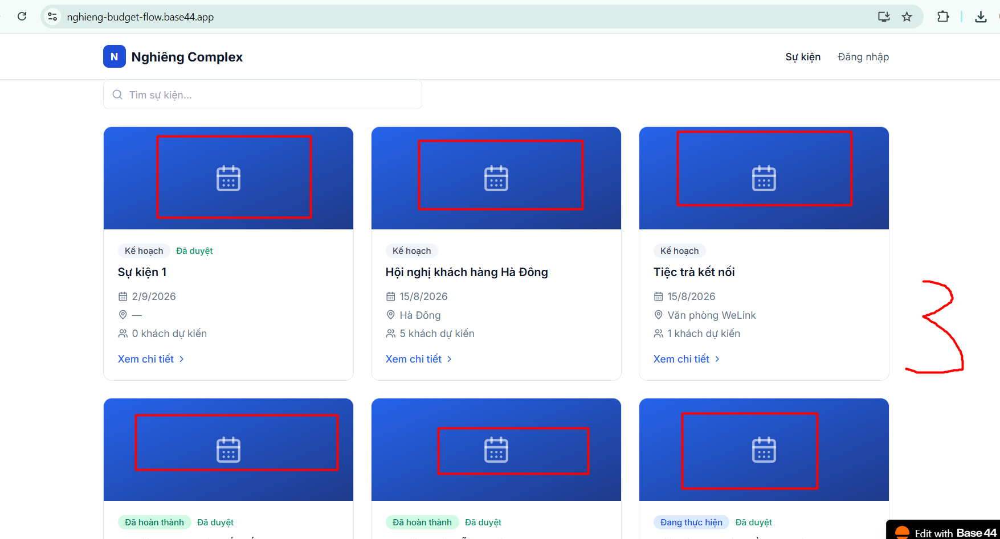 nghieng-budget-flow.base44.app
N Nghiêng Complex
Sự kiện Đăng nhập
Tìm sự kiện...
Kế hoạch Đã duyệt
Sự kiện 1
2/9/2026
—
0 khách dự kiến
Xem chi tiết
Kế hoạch
Hội nghị khách hàng Hà Đông
15/8/2026
Hà Đông
5 khách dự kiến
Xem chi tiết
Kế hoạch
Tiệc trà kết nối
15/8/2026
Văn phòng WeLink
1 khách dự kiến
Xem chi tiết
3
Đã hoàn thành Đã duyệt
Đã hoàn thành Đã duyệt
Đang thực hiện Đã duyệt
Edit with Base44